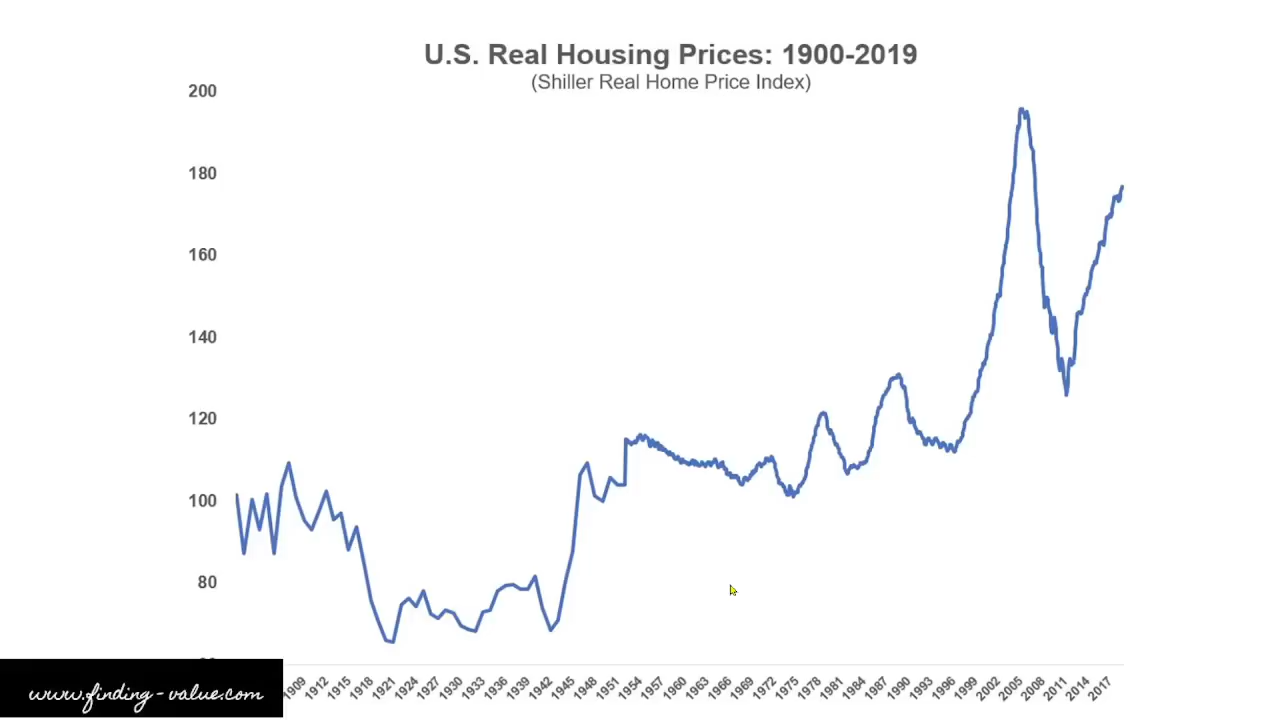 U.S. Real Housing Prices: 1900-2019
(Shiller Real Home Price Index)
200
180
160
140
120
100
80
1909 1912 1915 1918 1921 1924 1927 1930 1933 1936 1939 1942 1945 1948 1951 1954 1957 1960 1963 1966 1969 1972 1975 1978 1981 1984 1987 1990 1993 1996 1999 2002 2005 2008 2011 2014 2017
www.finding-value.com